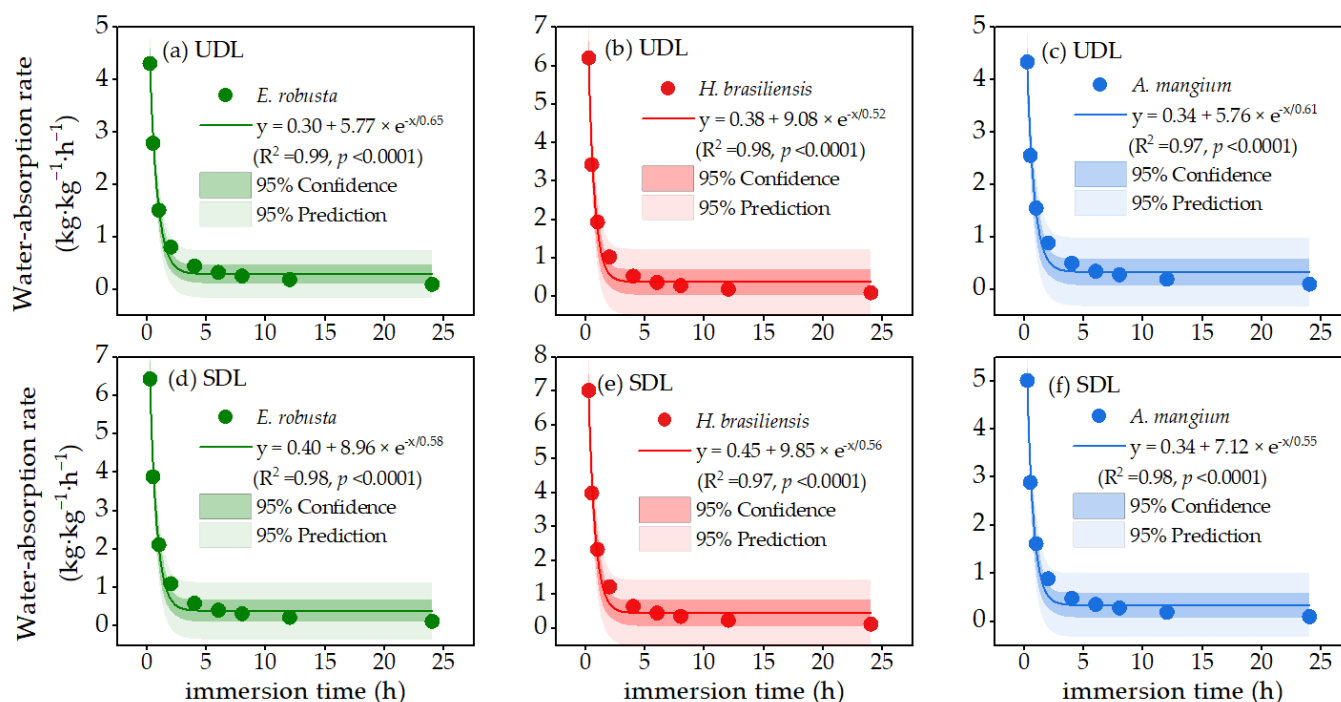 Water-absorption rate
(kg·kg⁻¹·h⁻¹)
5
4
3
2
1
0
(a) UDL
E. robusta
y = 0.30 + 5.77 × e^-x/0.65
(R² =0.99, p <0.0001)
95% Confidence
95% Prediction
0 5 10 15 20 25
7
6
5
4
3
2
1
0
(b) UDL
H. brasiliensis
y = 0.38 + 9.08 × e^-x/0.52
(R² =0.98, p <0.0001)
95% Confidence
95% Prediction
0 5 10 15 20 25
5
4
3
2
1
0
(c) UDL
A. mangium
y = 0.34 + 5.76 × e^-x/0.61
(R² =0.97, p <0.0001)
95% Confidence
95% Prediction
0 5 10 15 20 25
Water-absorption rate
(kg·kg⁻¹·h⁻¹)
7
6
5
4
3
2
1
0
(d) SDL
E. robusta
y = 0.40 + 8.96 × e^-x/0.58
(R² =0.98, p <0.0001)
95% Confidence
95% Prediction
0 5 10 15 20 25
immersion time (h)
8
7
6
5
4
3
2
1
0
(e) SDL
H. brasiliensis
y = 0.45 + 9.85 × e^-x/0.56
(R² =0.97, p <0.0001)
95% Confidence
95% Prediction
0 5 10 15 20 25
immersion time (h)
5
4
3
2
1
0
(f) SDL
A. mangium
y = 0.34 + 7.12 × e^-x/0.55
(R² =0.98, p <0.0001)
95% Confidence
95% Prediction
0 5 10 15 20 25
immersion time (h)